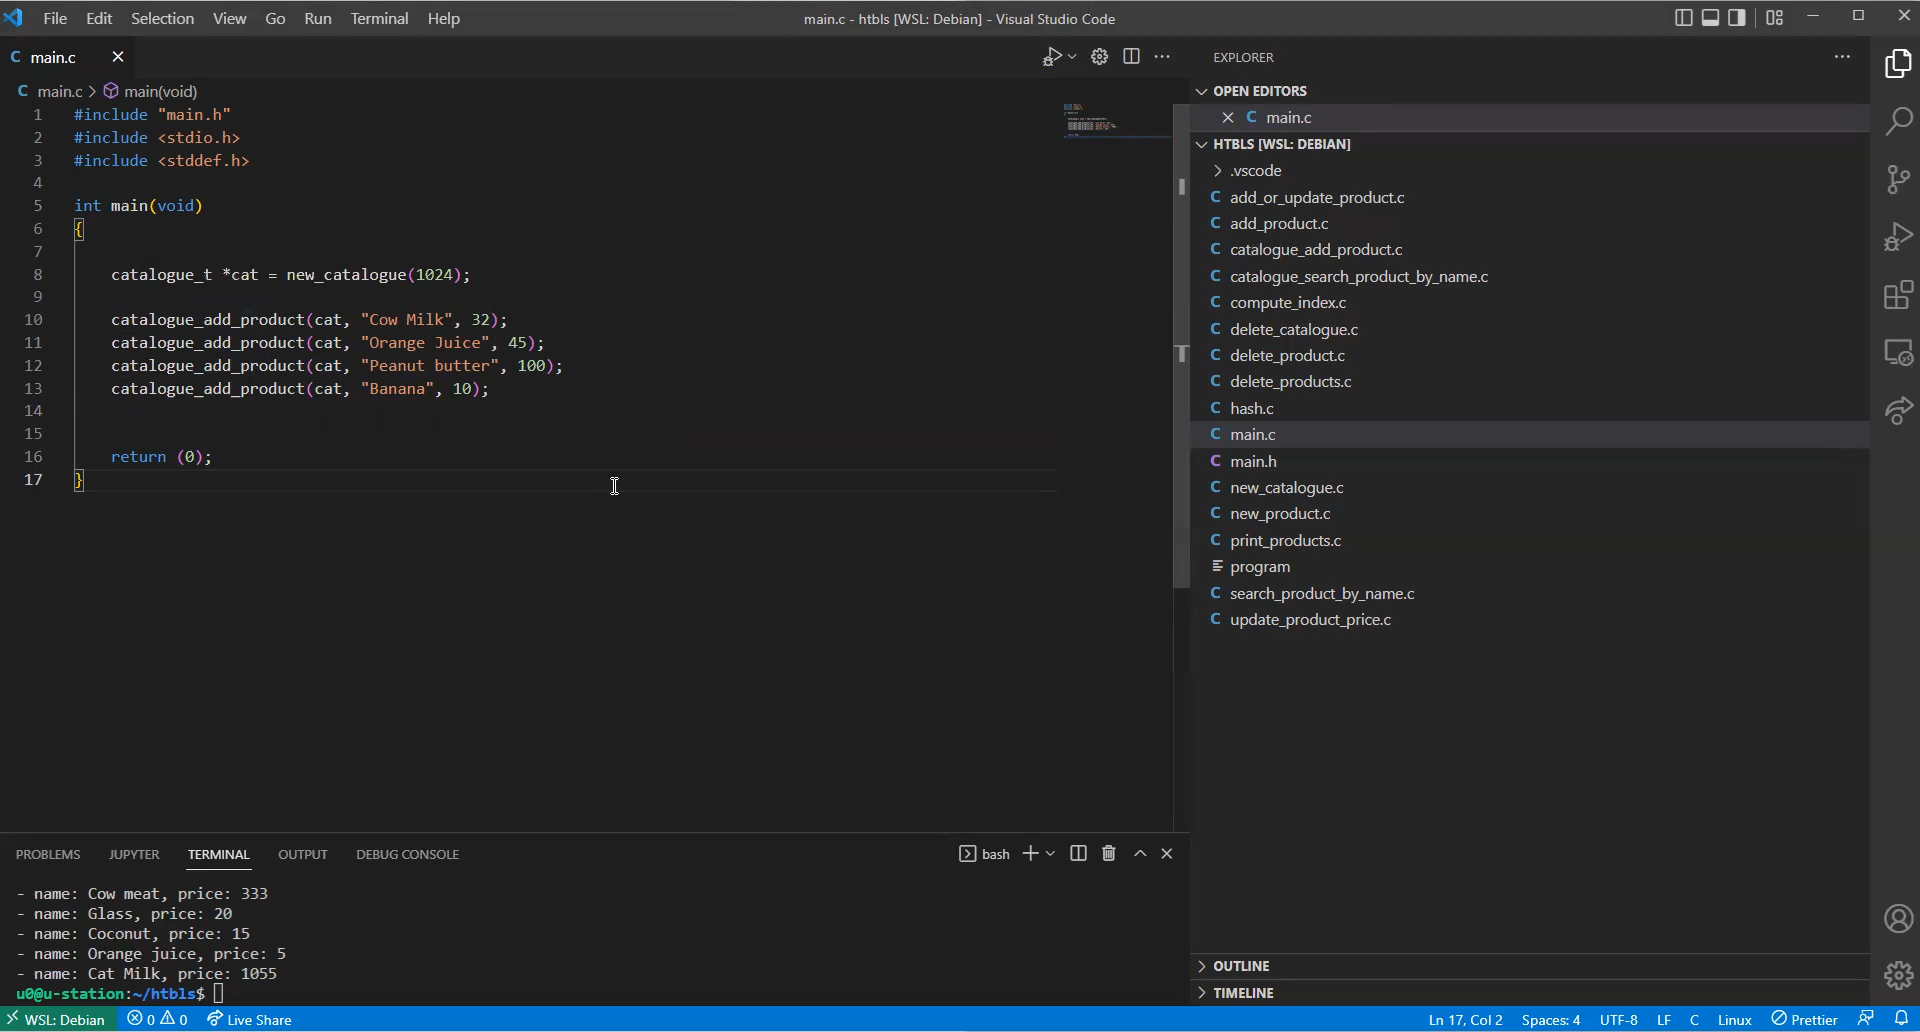 File Edit Selection View Go Run Terminal Help
main.c - htbls [WSL: Debian] - Visual Studio Code
C main.c
C main.c > main(void)
1 #include "main.h"
2 #include <stdio.h>
3 #include <stddef.h>
4
5 int main(void)
6 {
7
8 catalogue_t *cat = new_catalogue(1024);
9
10 catalogue_add_product(cat, "Cow Milk", 32);
11 catalogue_add_product(cat, "Orange Juice", 45);
12 catalogue_add_product(cat, "Peanut butter", 100);
13 catalogue_add_product(cat, "Banana", 10);
14
15
16 return (0);
17 }
PROBLEMS JUPYTER TERMINAL OUTPUT DEBUG CONSOLE
bash
- name: Cow meat, price: 333
- name: Glass, price: 20
- name: Coconut, price: 15
- name: Orange juice, price: 5
- name: Cat Milk, price: 1055
u0@u-station:~/htbls$
EXPLORER
OPEN EDITORS
C main.c
HTBLS [WSL: DEBIAN]
.vscode
C add_or_update_product.c
C add_product.c
C catalogue_add_product.c
C catalogue_search_product_by_name.c
C compute_index.c
C delete_catalogue.c
C delete_product.c
C delete_products.c
C hash.c
C main.c
C main.h
C new_catalogue.c
C new_product.c
C print_products.c
program
C search_product_by_name.c
C update_product_price.c
OUTLINE
TIMELINE
WSL: Debian 0 0 Live Share
Ln 17, Col 2 Spaces: 4 UTF-8 LF C Linux Prettier